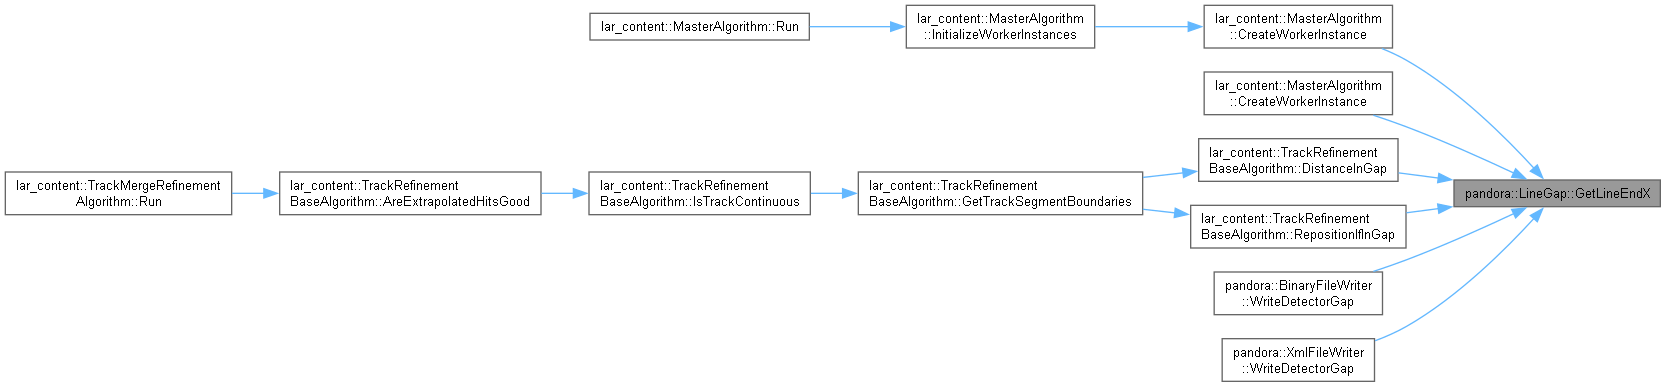 lar_content::MasterAlgorithm::Run
lar_content::MasterAlgorithm
::InitializeWorkerInstances
lar_content::MasterAlgorithm
::CreateWorkerInstance
lar_content::MasterAlgorithm
::CreateWorkerInstance
lar_content::TrackMergeRefinement
Algorithm::Run
lar_content::TrackRefinement
BaseAlgorithm::AreExtrapolatedHitsGood
lar_content::TrackRefinement
BaseAlgorithm::IsTrackContinuous
lar_content::TrackRefinement
BaseAlgorithm::GetTrackSegmentBoundaries
lar_content::TrackRefinement
BaseAlgorithm::DistanceInGap
lar_content::TrackRefinement
BaseAlgorithm::RepositionIfInGap
pandora::LineGap::GetLineEndX
pandora::BinaryFileWriter
::WriteDetectorGap
pandora::XmlFileWriter
::WriteDetectorGap